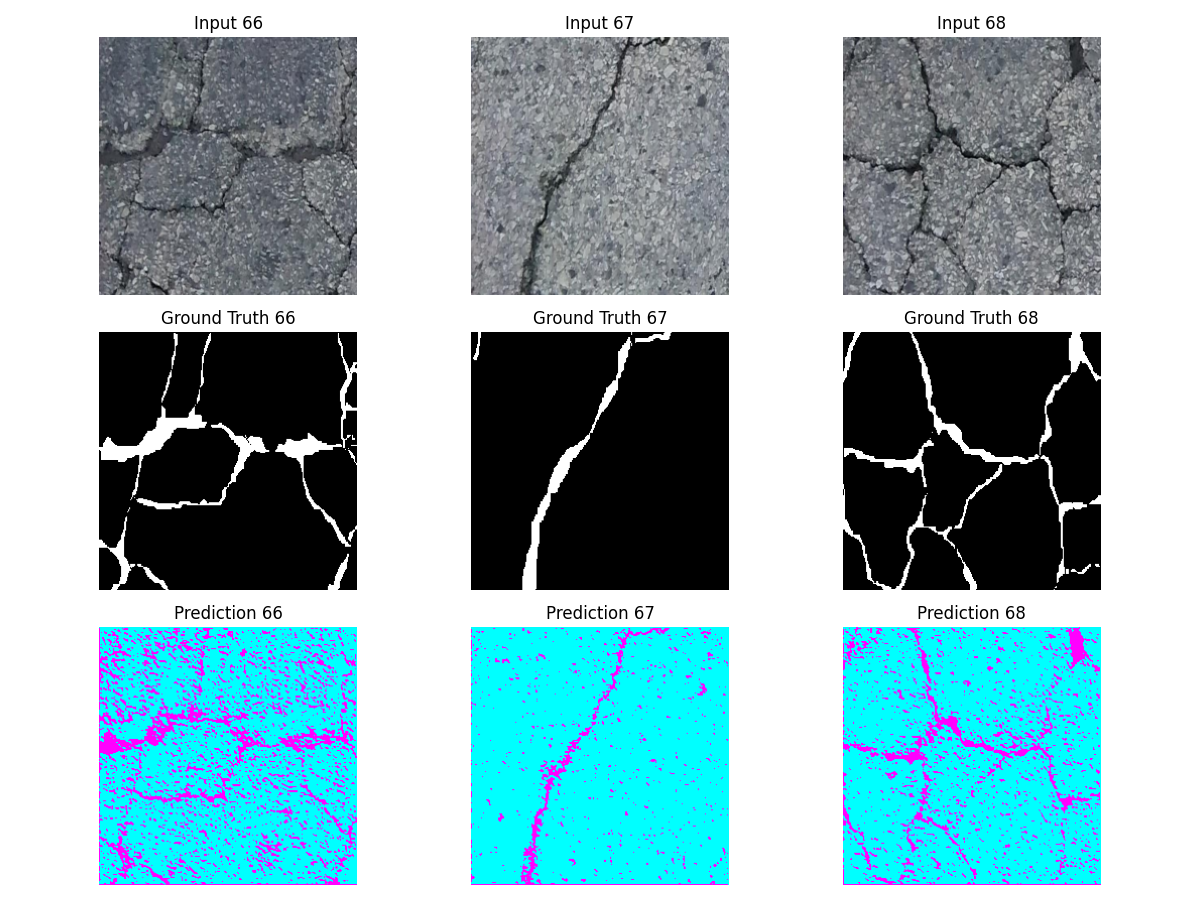 Input 66
Input 67
Input 68
Ground Truth 66
Ground Truth 67
Ground Truth 68
Prediction 66
Prediction 67
Prediction 68